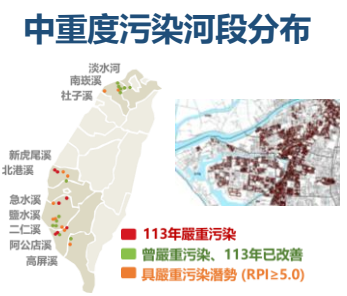 中重度污染河段分布
淡水河
南崁溪
社子溪
新虎尾溪
北港溪
急水溪
鹽水溪
二仁溪
阿公店溪
高屏溪
113年嚴重污染
曾嚴重污染、113年已改善
具嚴重污染潛勢 (RPI≥5.0)